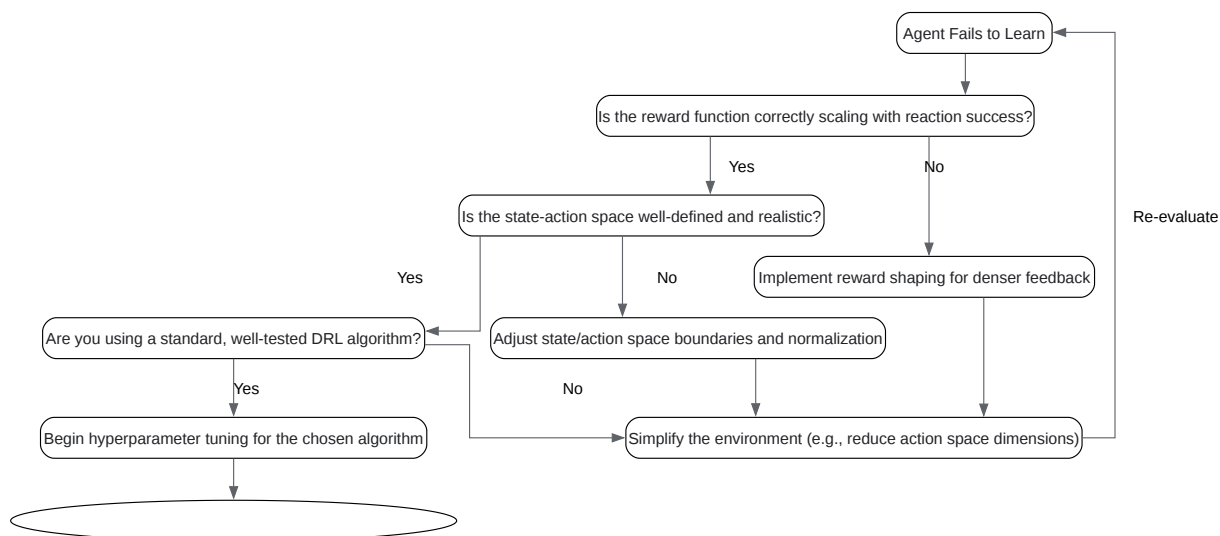 Agent Fails to Learn
Is the reward function correctly scaling with reaction success?
Yes
No
Is the state-action space well-defined and realistic?
Re-evaluate
Yes
No
Implement reward shaping for denser feedback
Are you using a standard, well-tested DRL algorithm?
Adjust state/action space boundaries and normalization
Yes
No
Begin hyperparameter tuning for the chosen algorithm
Simplify the environment (e.g., reduce action space dimensions)